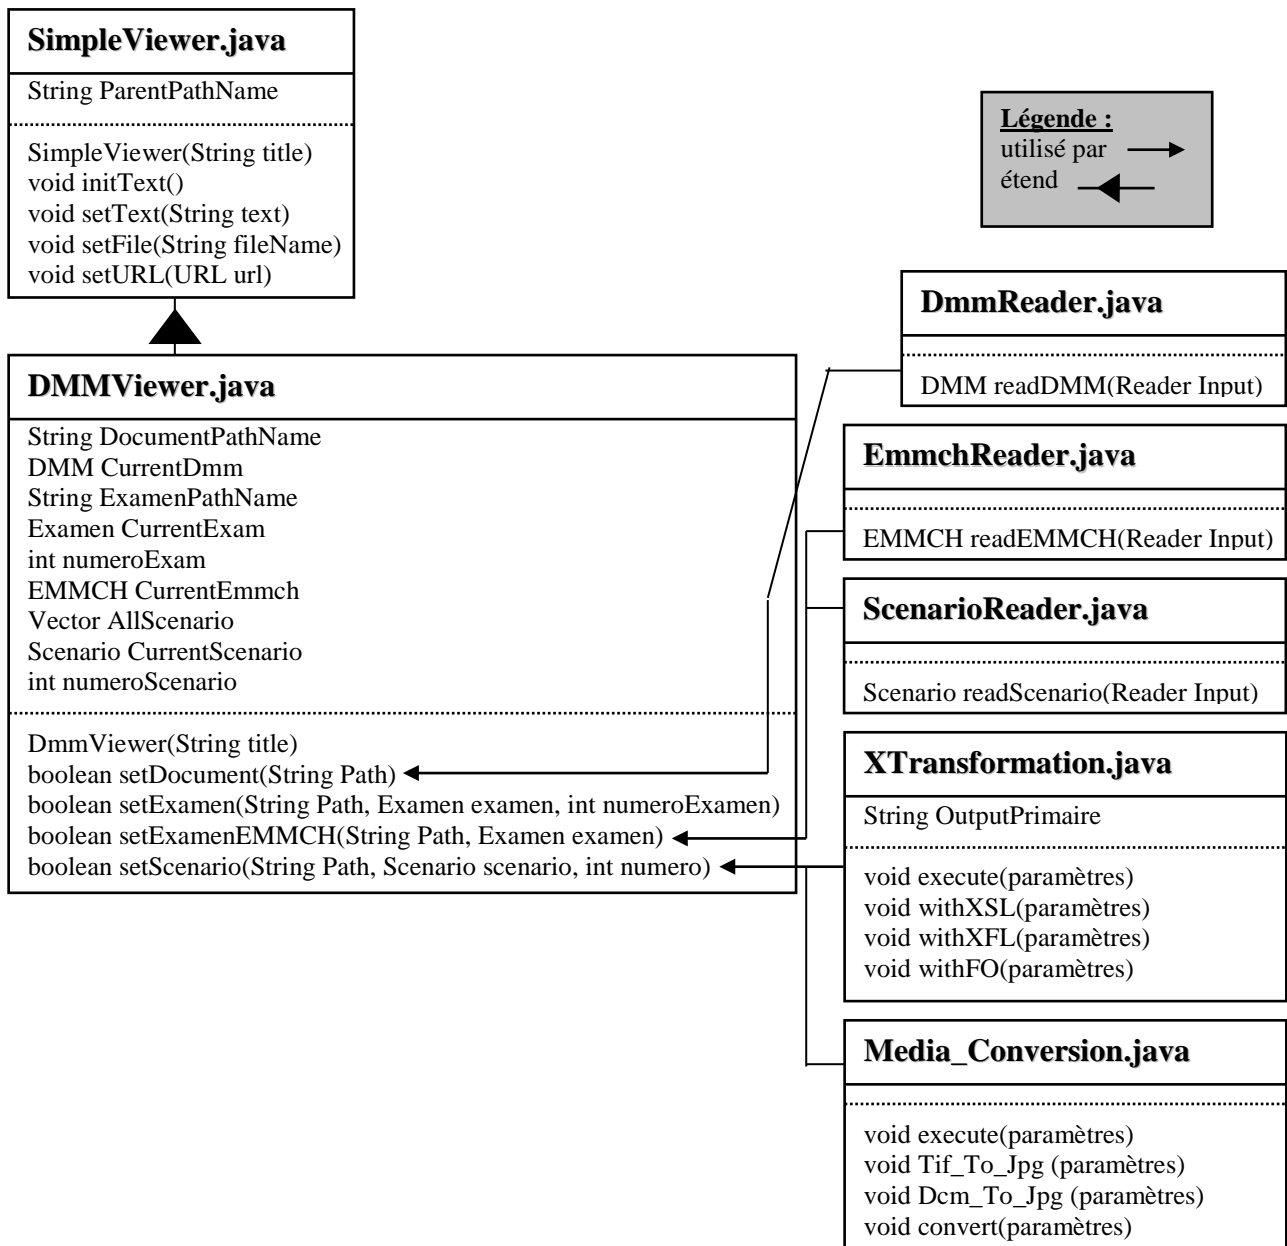 SimpleViewer.java
String ParentPathName
SimpleViewer(String title)
void initText()
void setText(String text)
void setFile(String fileName)
void setURL(URL url)
Légende :
utilisé par
étend
DMMViewer.java
String DocumentPathName
DMM CurrentDmm
String ExamenPathName
Examen CurrentExam
int numeroExam
EMMCH CurrentEmmch
Vector AllScenario
Scenario CurrentScenario
int numeroScenario
DmmViewer(String title)
boolean setDocument(String Path)
boolean setExamen(String Path, Examen examen, int numeroExamen)
boolean setExamenEMMCH(String Path, Examen examen)
boolean setScenario(String Path, Scenario scenario, int numero)
DmmReader.java
DMM readDMM(Reader Input)
EmmchReader.java
EMMCH readEMMCH(Reader Input)
ScenarioReader.java
Scenario readScenario(Reader Input)
XTransformation.java
String OutputPrimaire
void execute(paramètres)
void withXSL(paramètres)
void withXFL(paramètres)
void withFO(paramètres)
Media_Conversion.java
void execute(paramètres)
void Tif_To_Jpg (paramètres)
void Dcm_To_Jpg (paramètres)
void convert(paramètres)